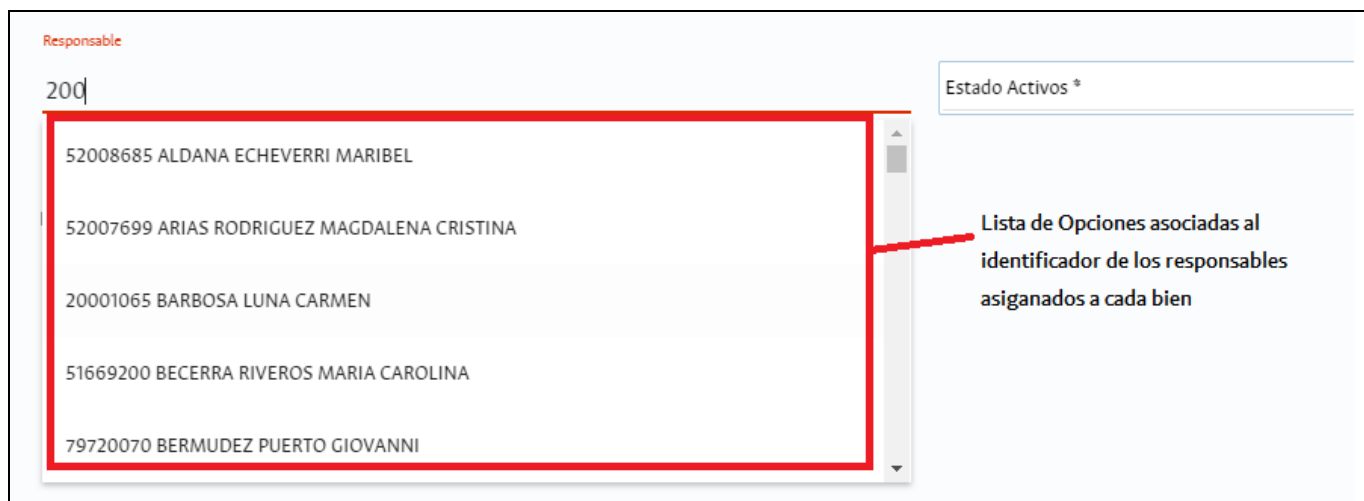 Responsable
200
Estado Activos *
52008685 ALDANA ECHEVERRI MARIBEL
52007699 ARIAS RODRIGUEZ MAGDALENA CRISTINA
20001065 BARBOSA LUNA CARMEN
51669200 BECERRA RIVEROS MARIA CAROLINA
79720070 BERMUDEZ PUERTO GIOVANNI
Lista de Opciones asociadas al
identificador de los responsables
asiganados a cada bien